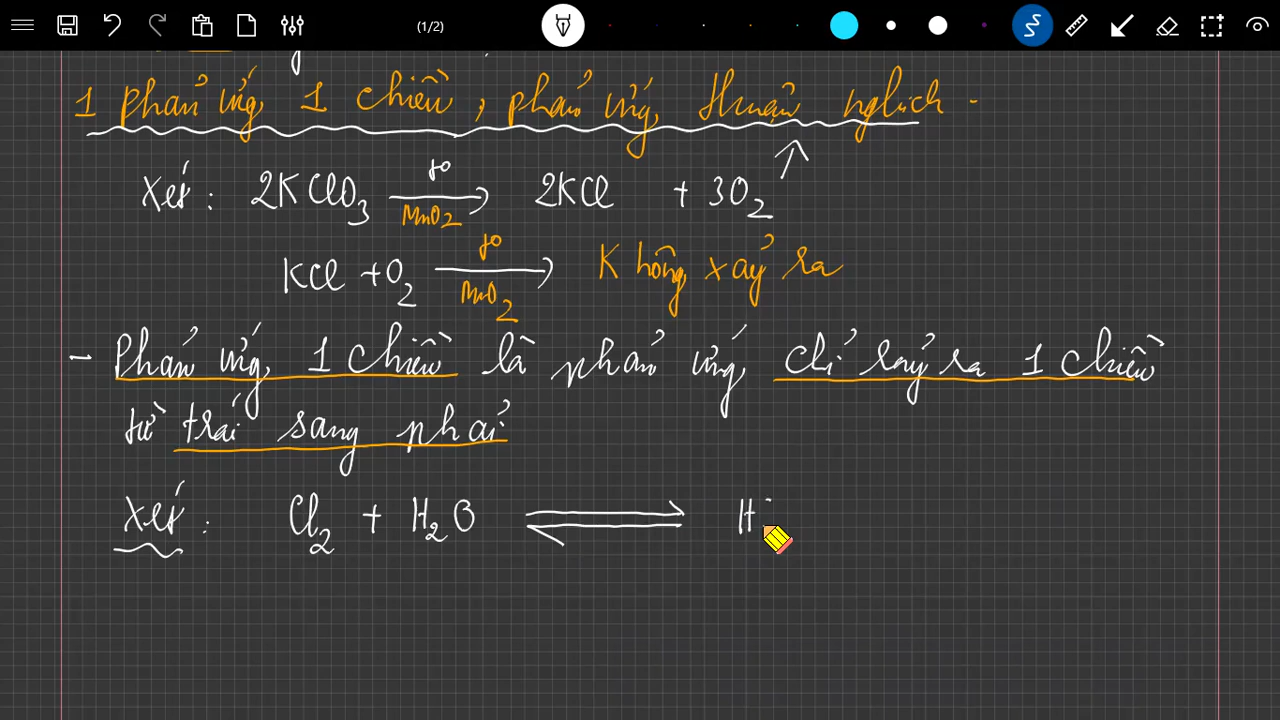 (1/2)
1 phản ứng 1 chiều, phản ứng thuận nghịch.
Xét: 2KClO3 t° MnO2 → 2KCl + 3O2 ↑
KCl + O2 t° MnO2 → Không xảy ra
- Phản ứng 1 chiều là phản ứng chỉ xảy ra 1 chiều
từ trái sang phải
Xét: Cl2 + H2O ⇌ H